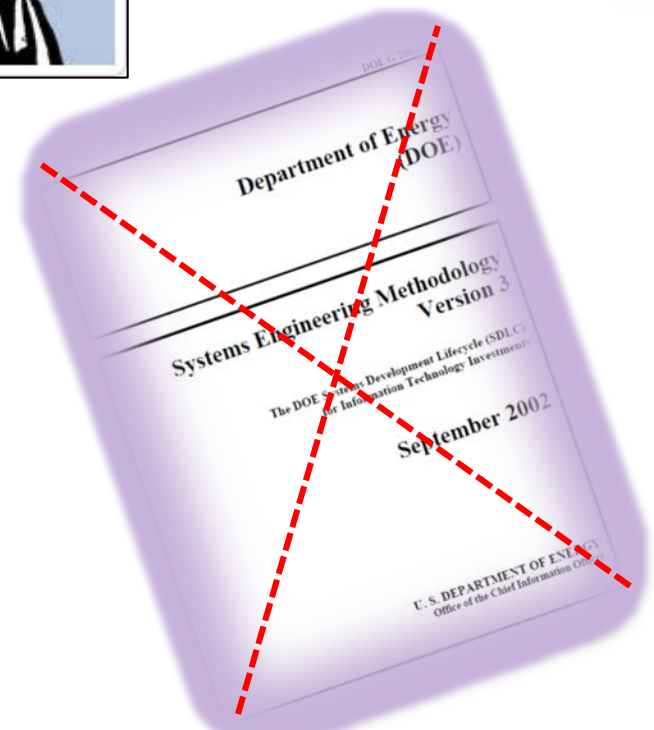 DOE G
Department of Energy
(DOE)
Systems Engineering Methodology
Version 3
The DOE Systems Development Lifecycle (SDLC)
for Information Technology Investments
September 2002
U. S. DEPARTMENT OF ENERGY
Office of the Chief Information Officer